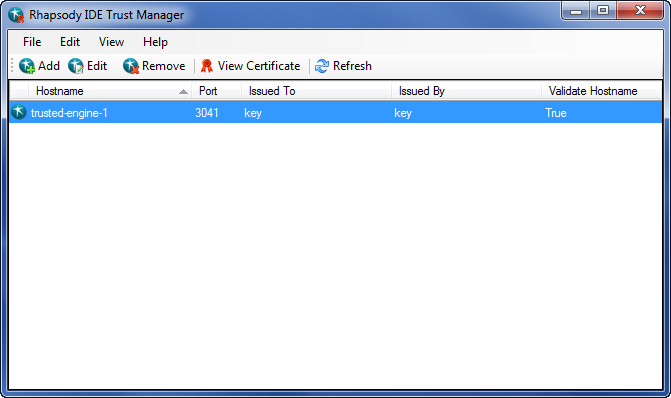 Rhapsody IDE Trust Manager
File Edit View Help
Add Edit Remove View Certificate Refresh
Hostname Port Issued To Issued By Validate Hostname
trusted-engine-1 3041 key key True